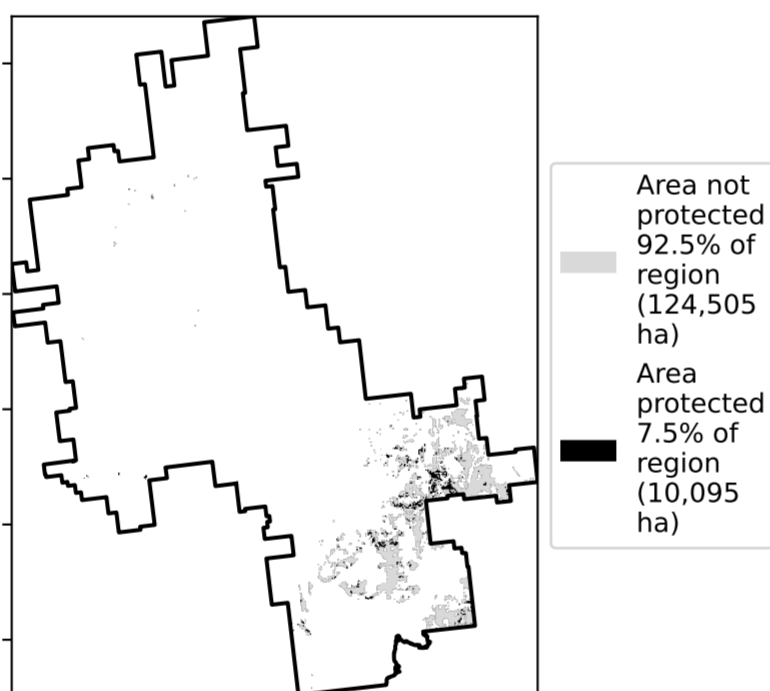 Area not
protected
92.5% of
region
(124,505
ha)
Area
protected
7.5% of
region
(10,095
ha)